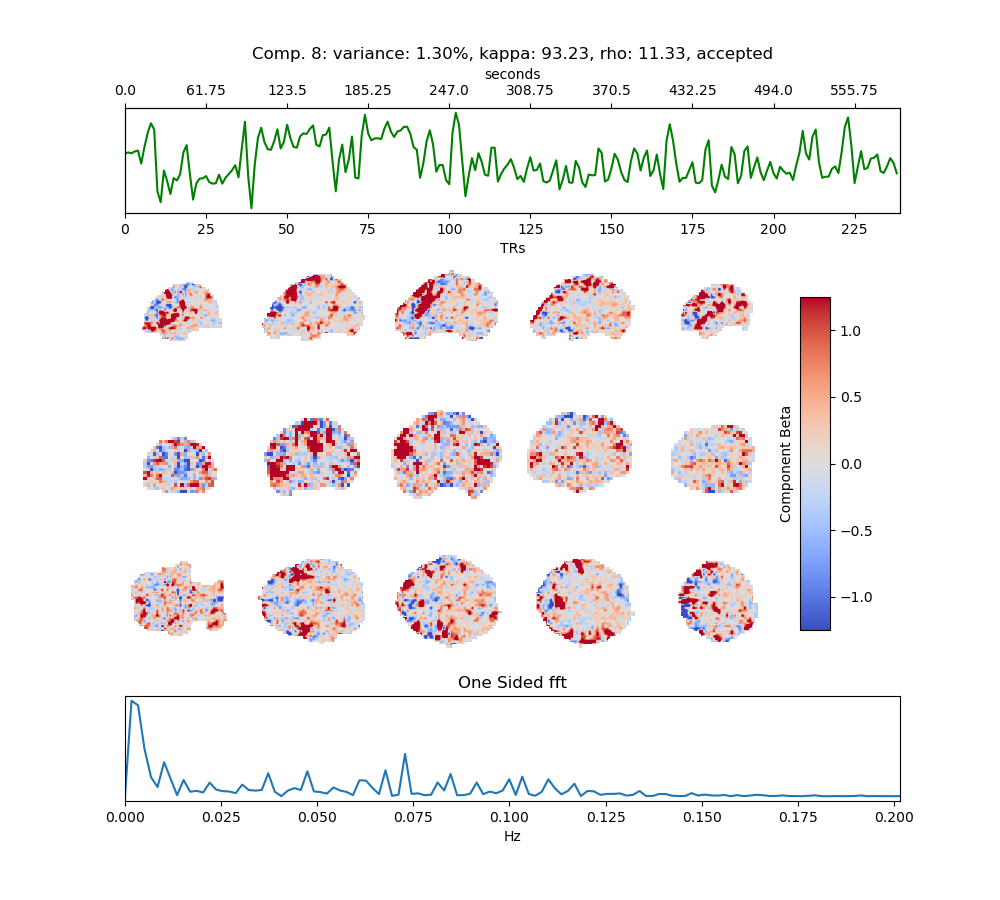 Comp. 8: variance: 1.30%, kappa: 93.23, rho: 11.33, accepted
seconds
0.0 61.75 123.5 185.25 247.0 308.75 370.5 432.25 494.0 555.75
0 25 50 75 100 125 150 175 200 225
TRs
1.0
0.5
0.0
−0.5
−1.0
Component Beta
One Sided fft
0.000 0.025 0.050 0.075 0.100 0.125 0.150 0.175 0.200
Hz